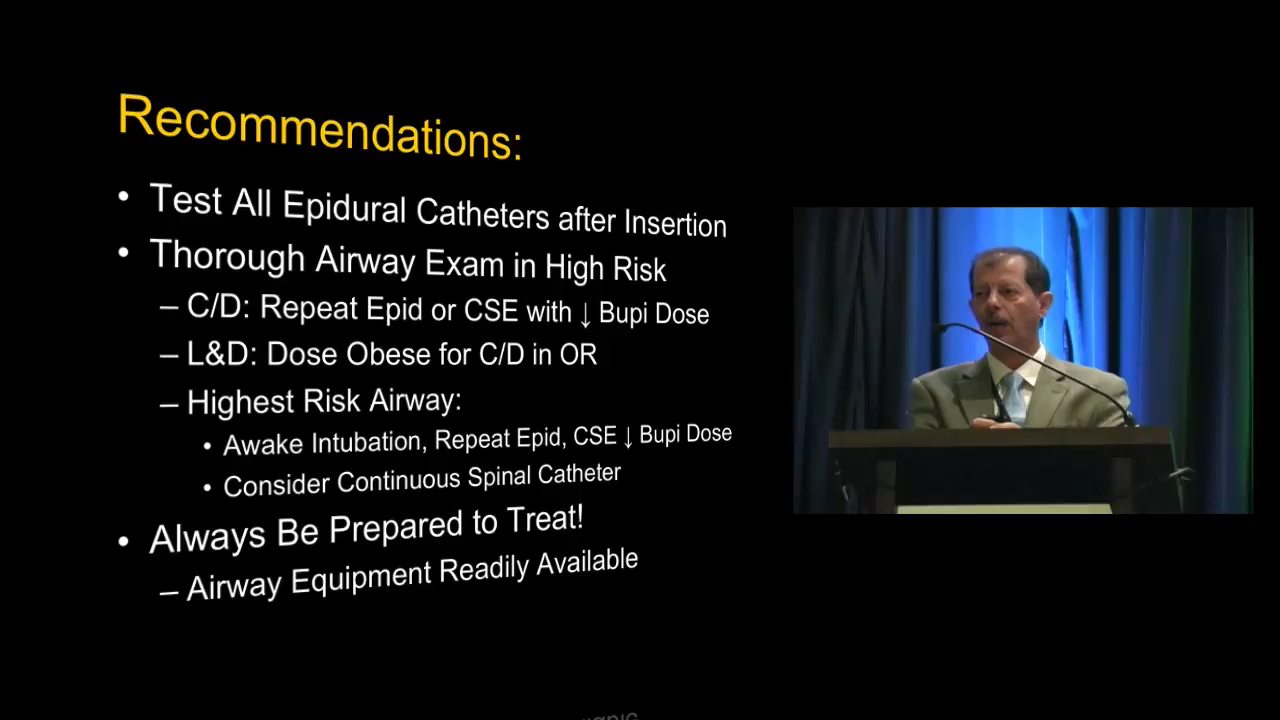 Recommendations:
• Test All Epidural Catheters after Insertion
• Thorough Airway Exam in High Risk
– C/D: Repeat Epid or CSE with ↓ Bupi Dose
– L&D: Dose Obese for C/D in OR
– Highest Risk Airway:
• Awake Intubation, Repeat Epid, CSE ↓ Bupi Dose
• Consider Continuous Spinal Catheter
• Always Be Prepared to Treat!
– Airway Equipment Readily Available